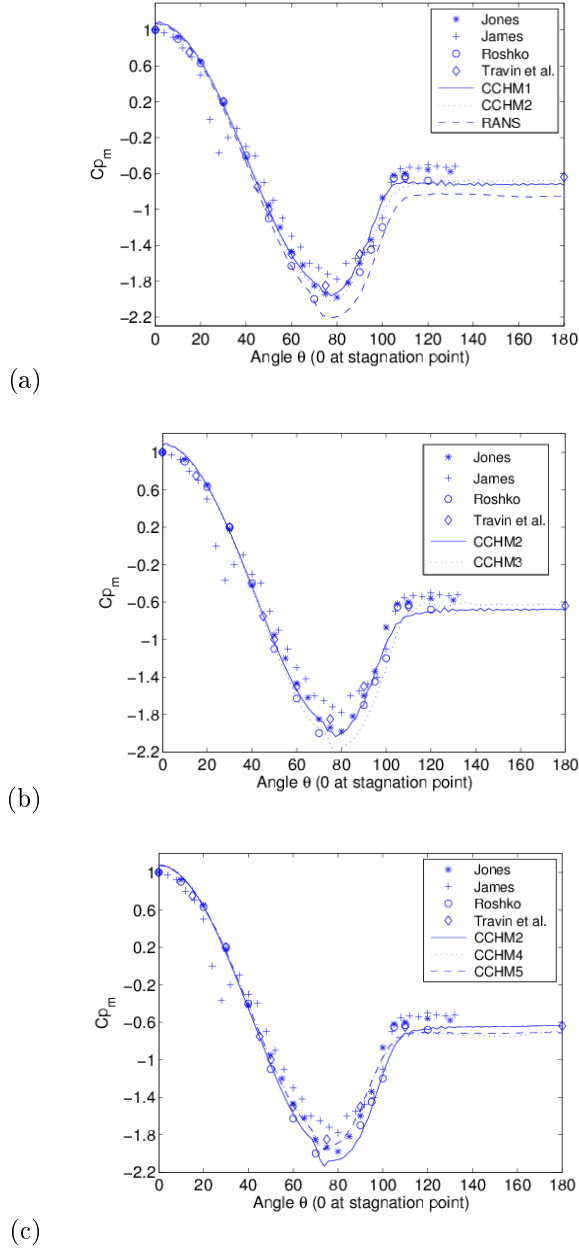 1
0.6
0.2
−0.2
−0.6
−1
−1.4
−1.8
−2.2
Cp_m
0 20 40 60 80 100 120 140 160 180
Angle θ (0 at stagnation point)
Jones
James
Roshko
Travin et al.
CCHM1
CCHM2
RANS
(a)
1
0.6
0.2
−0.2
−0.6
−1
−1.4
−1.8
−2.2
Cp_m
0 20 40 60 80 100 120 140 160 180
Angle θ (0 at stagnation point)
Jones
James
Roshko
Travin et al.
CCHM2
CCHM3
(b)
1
0.6
0.2
−0.2
−0.6
−1
−1.4
−1.8
−2.2
Cp_m
0 20 40 60 80 100 120 140 160 180
Angle θ (0 at stagnation point)
Jones
James
Roshko
Travin et al.
CCHM2
CCHM4
CCHM5
(c)